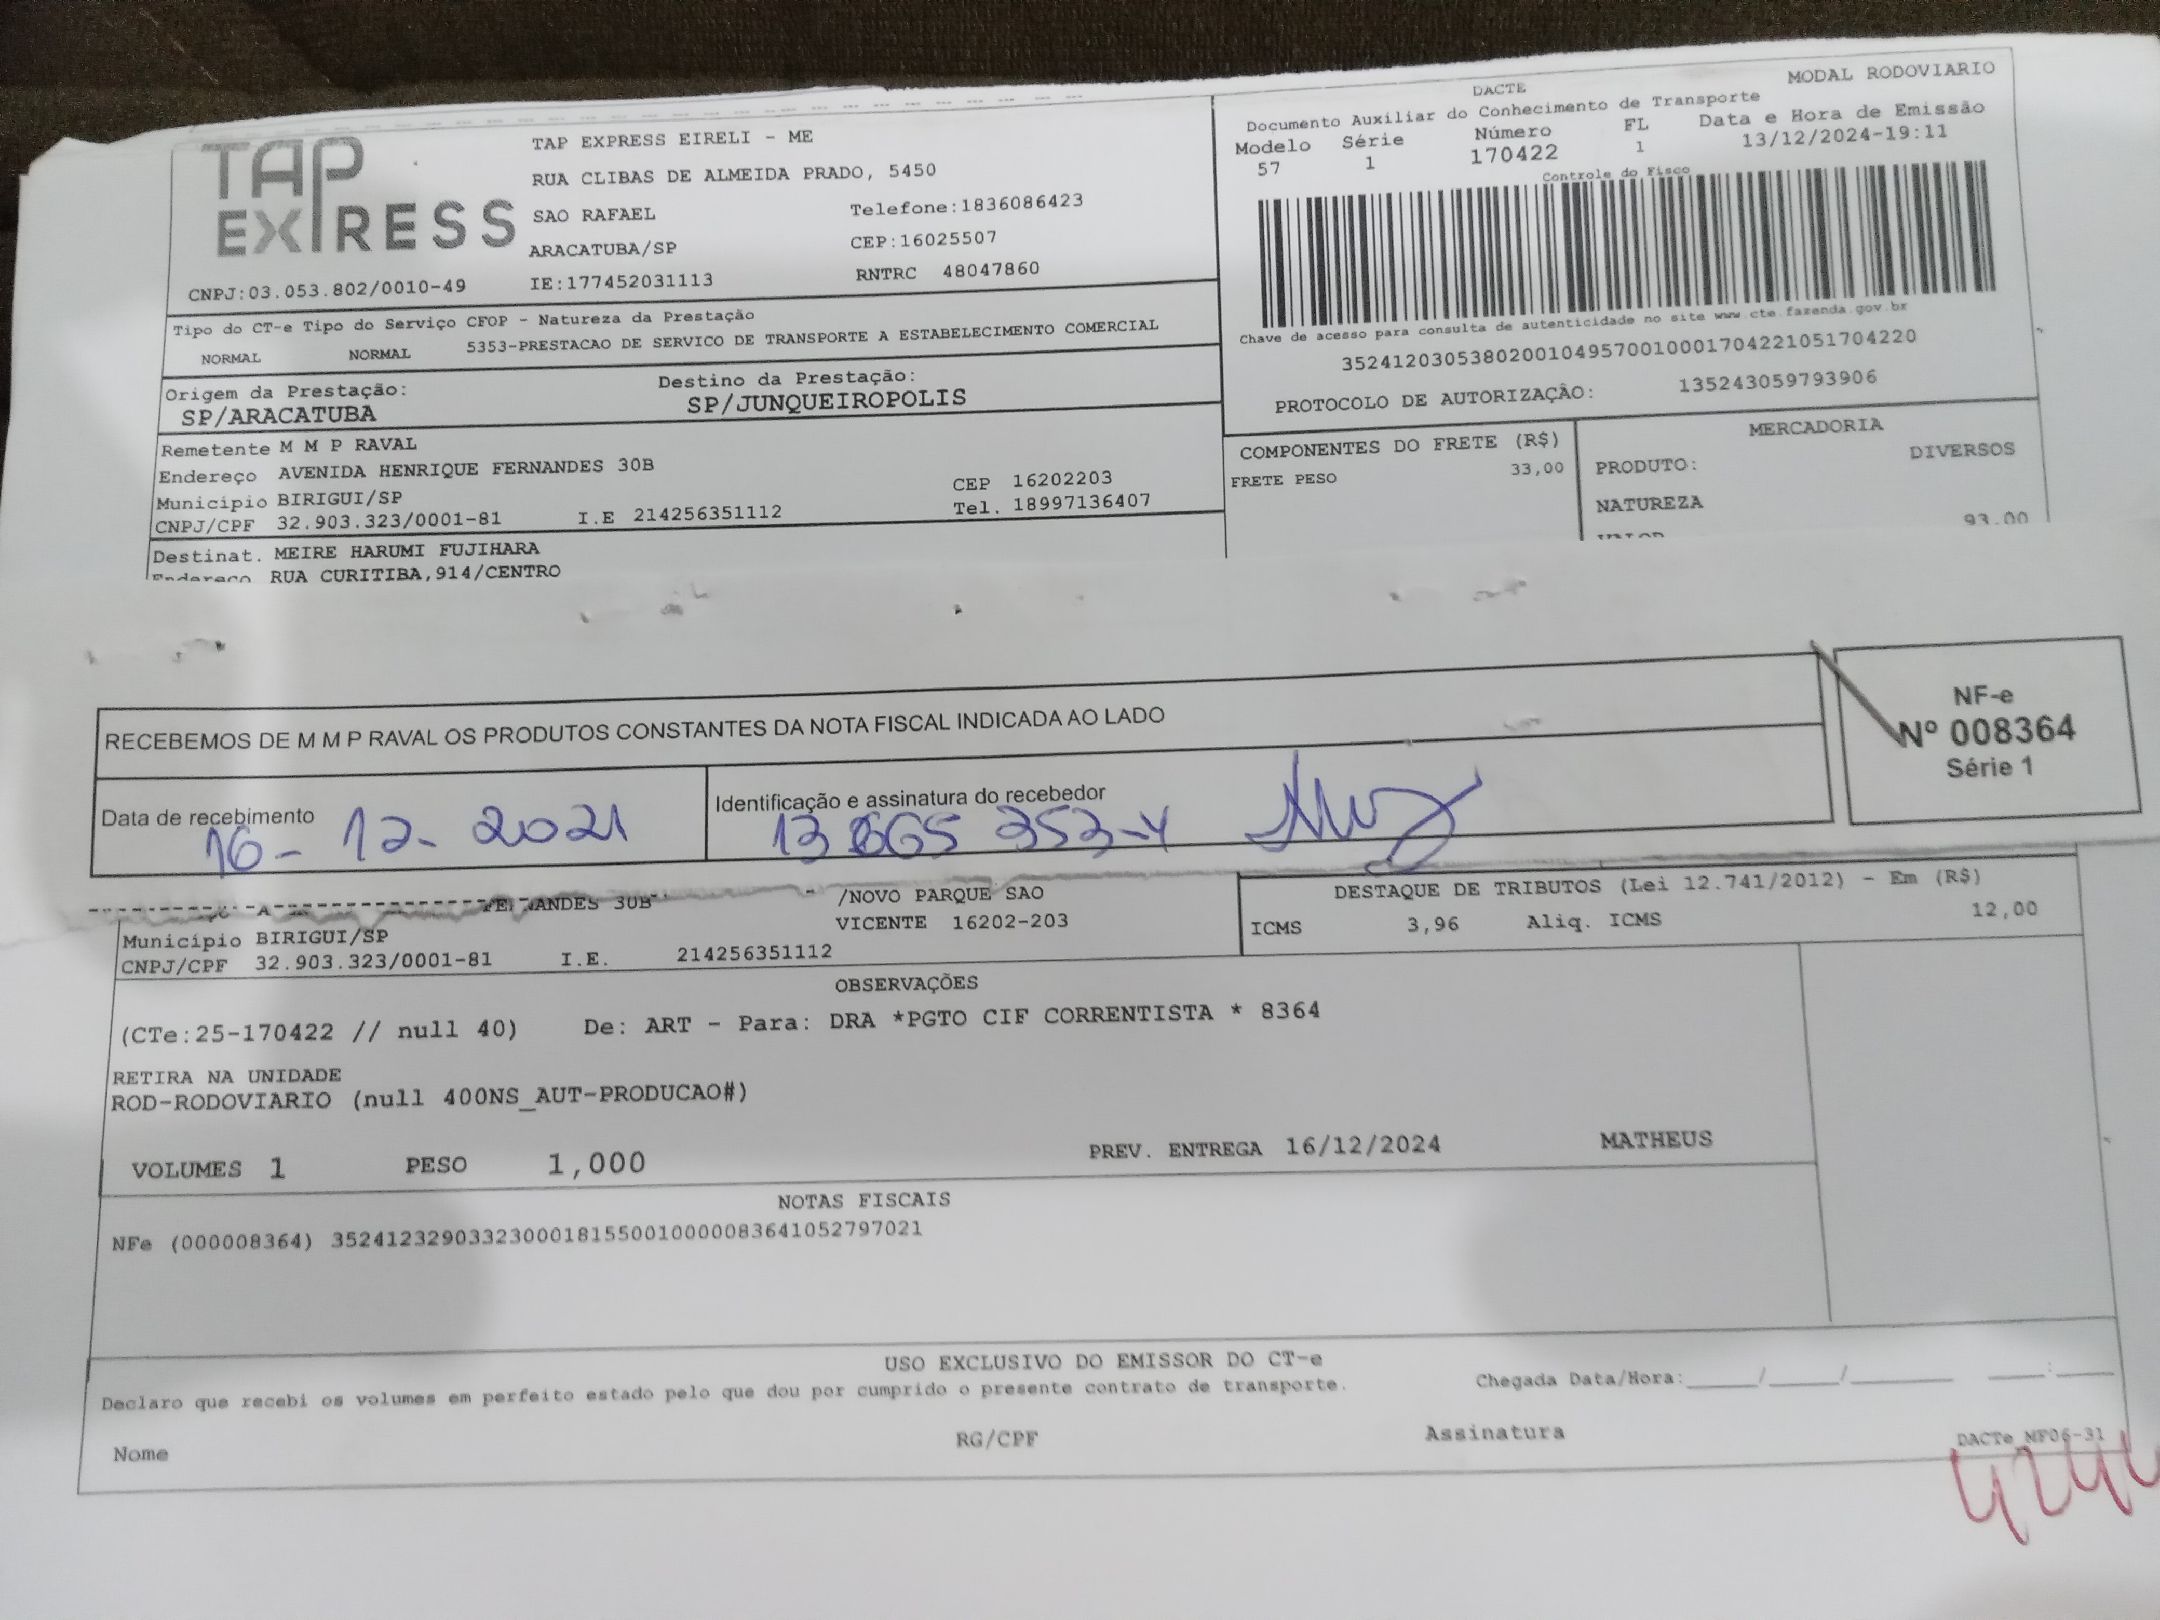 MODAL RODOVIARIO
DACTE
Documento Auxiliar do Conhecimento de Transporte
Modelo Série Número FL Data e Hora de Emissão
57 1 170422 1 13/12/2024-19:11
Controle do Fisco
TAP EXPRESS
TAP EXPRESS EIRELI - ME
RUA CLIBAS DE ALMEIDA PRADO, 5450
SAO RAFAEL Telefone:1836086423
ARACATUBA/SP CEP:16025507
CNPJ:03.053.802/0010-49 IE:177452031113 RNTRC 48047860
Chave de acesso para consulta de autenticidade no site www.cte.fazenda.gov.br
35241203053802001049570010001704221051704220
PROTOCOLO DE AUTORIZAÇÂO: 135243059793906
Tipo do CT-e Tipo do Serviço CFOP - Natureza da Prestação
NORMAL NORMAL 5353-PRESTACAO DE SERVICO DE TRANSPORTE A ESTABELECIMENTO COMERCIAL
Origem da Prestação: Destino da Prestação:
SP/ARACATUBA SP/JUNQUEIROPOLIS
Remetente M M P RAVAL
Endereço AVENIDA HENRIQUE FERNANDES 30B
Município BIRIGUI/SP CEP 16202203
CNPJ/CPF 32.903.323/0001-81 I.E 214256351112 Tel. 18997136407
Destinat. MEIRE HARUMI FUJIHARA
Endereço RUA CURITIBA,914/CENTRO
COMPONENTES DO FRETE (R$)
FRETE PESO 33,00
MERCADORIA
PRODUTO: DIVERSOS
NATUREZA
VALOR 93.00
RECEBEMOS DE M M P RAVAL OS PRODUTOS CONSTANTES DA NOTA FISCAL INDICADA AO LADO
Data de recebimento
16-12-2021
Identificação e assinatura do recebedor
NF-e
Nº 008364
Série 1
FERNANDES 30B /NOVO PARQUE SAO
VICENTE 16202-203
Município BIRIGUI/SP
CNPJ/CPF 32.903.323/0001-81 I.E. 214256351112
DESTAQUE DE TRIBUTOS (Lei 12.741/2012) - Em (R$)
ICMS 3,96 Aliq. ICMS 12,00
OBSERVAÇÕES
(CTe:25-170422 // null 40) De: ART - Para: DRA *PGTO CIF CORRENTISTA * 8364
RETIRA NA UNIDADE
ROD-RODOVIARIO (null 400NS_AUT-PRODUCAO#)
VOLUMES 1 PESO 1,000 PREV. ENTREGA 16/12/2024 MATHEUS
NOTAS FISCAIS
NFe (000008364) 35241232903323000181550010000083641052797021
USO EXCLUSIVO DO EMISSOR DO CT-e
Declaro que recebi os volumes em perfeito estado pelo que dou por cumprido o presente contrato de transporte. Chegada Data/Hora:_____/_____/________ ____:____
Nome RG/CPF Assinatura
DACTe_NF06-31